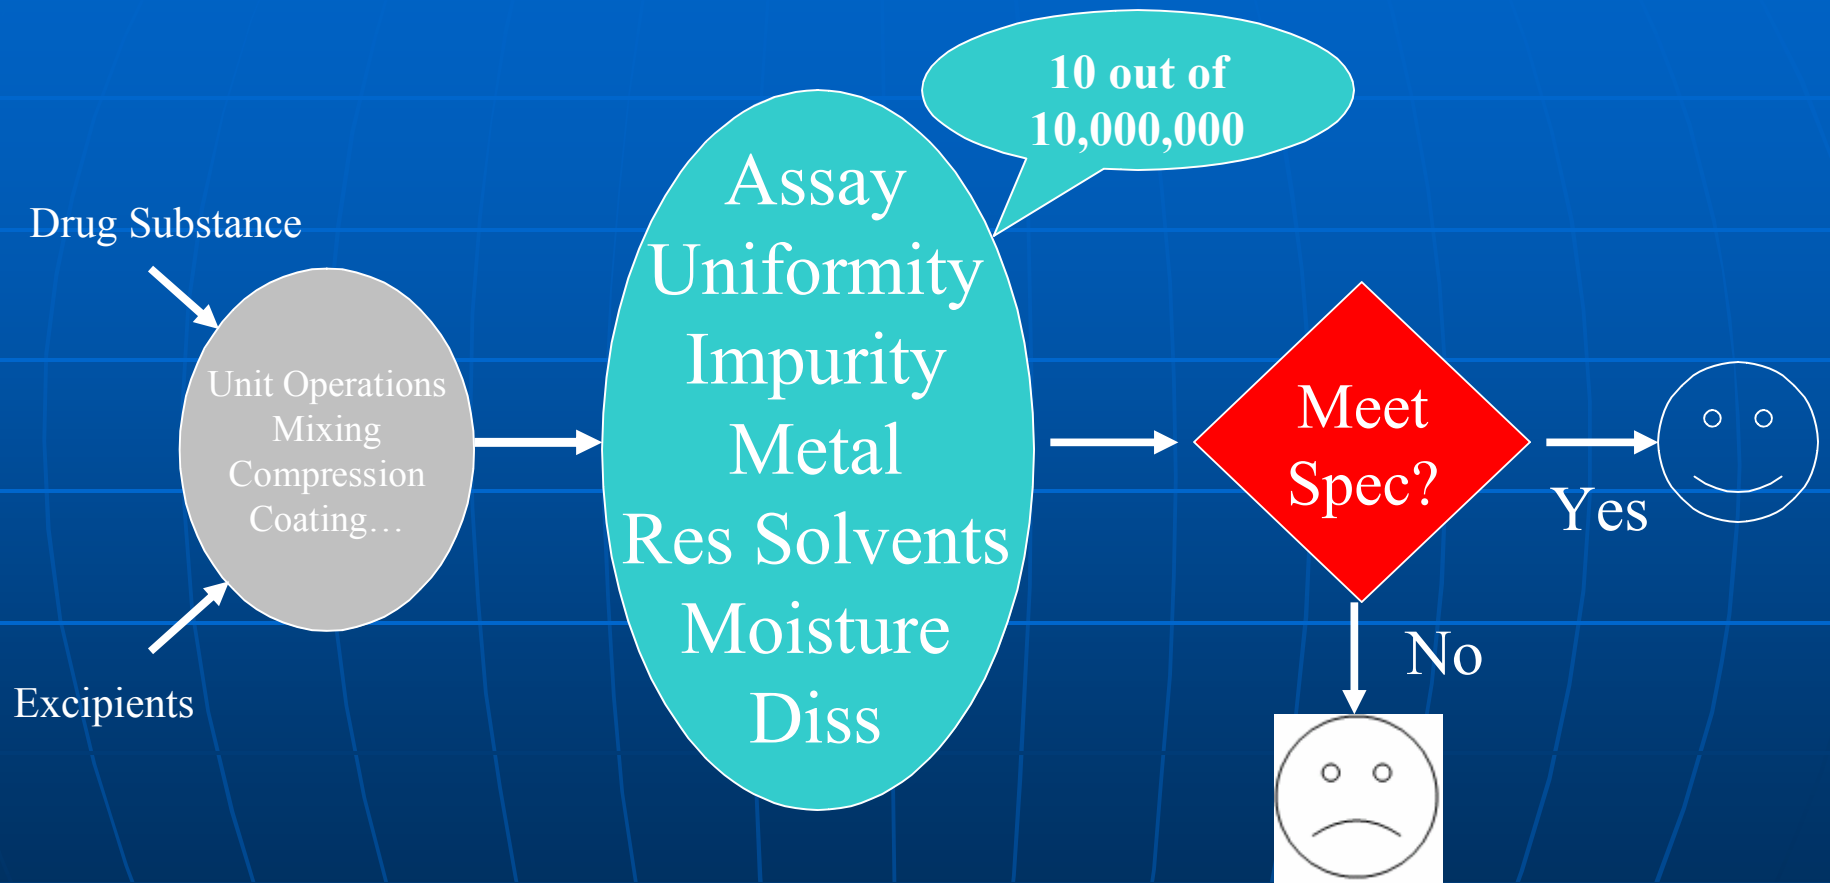 10 out of
10,000,000
Drug Substance
Unit Operations
Mixing
Compression
Coating…
Excipients
Assay
Uniformity
Impurity
Metal
Res Solvents
Moisture
Diss
Meet
Spec?
Yes
No